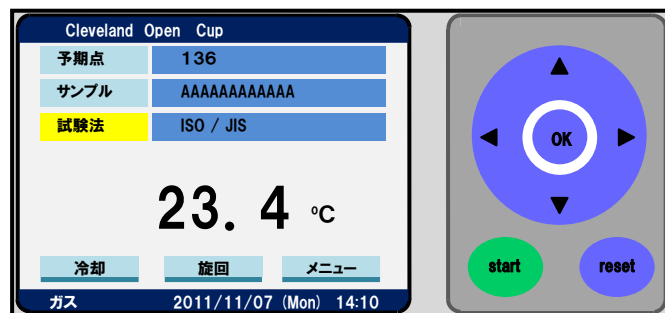 Cleveland Open Cup
予期点 136
サンプル AAAAAAAAAAAA
試験法 ISO / JIS
23.4 ℃
冷却 旋回 メニュー
ガス 2011/11/07 (Mon) 14:10
OK
start reset